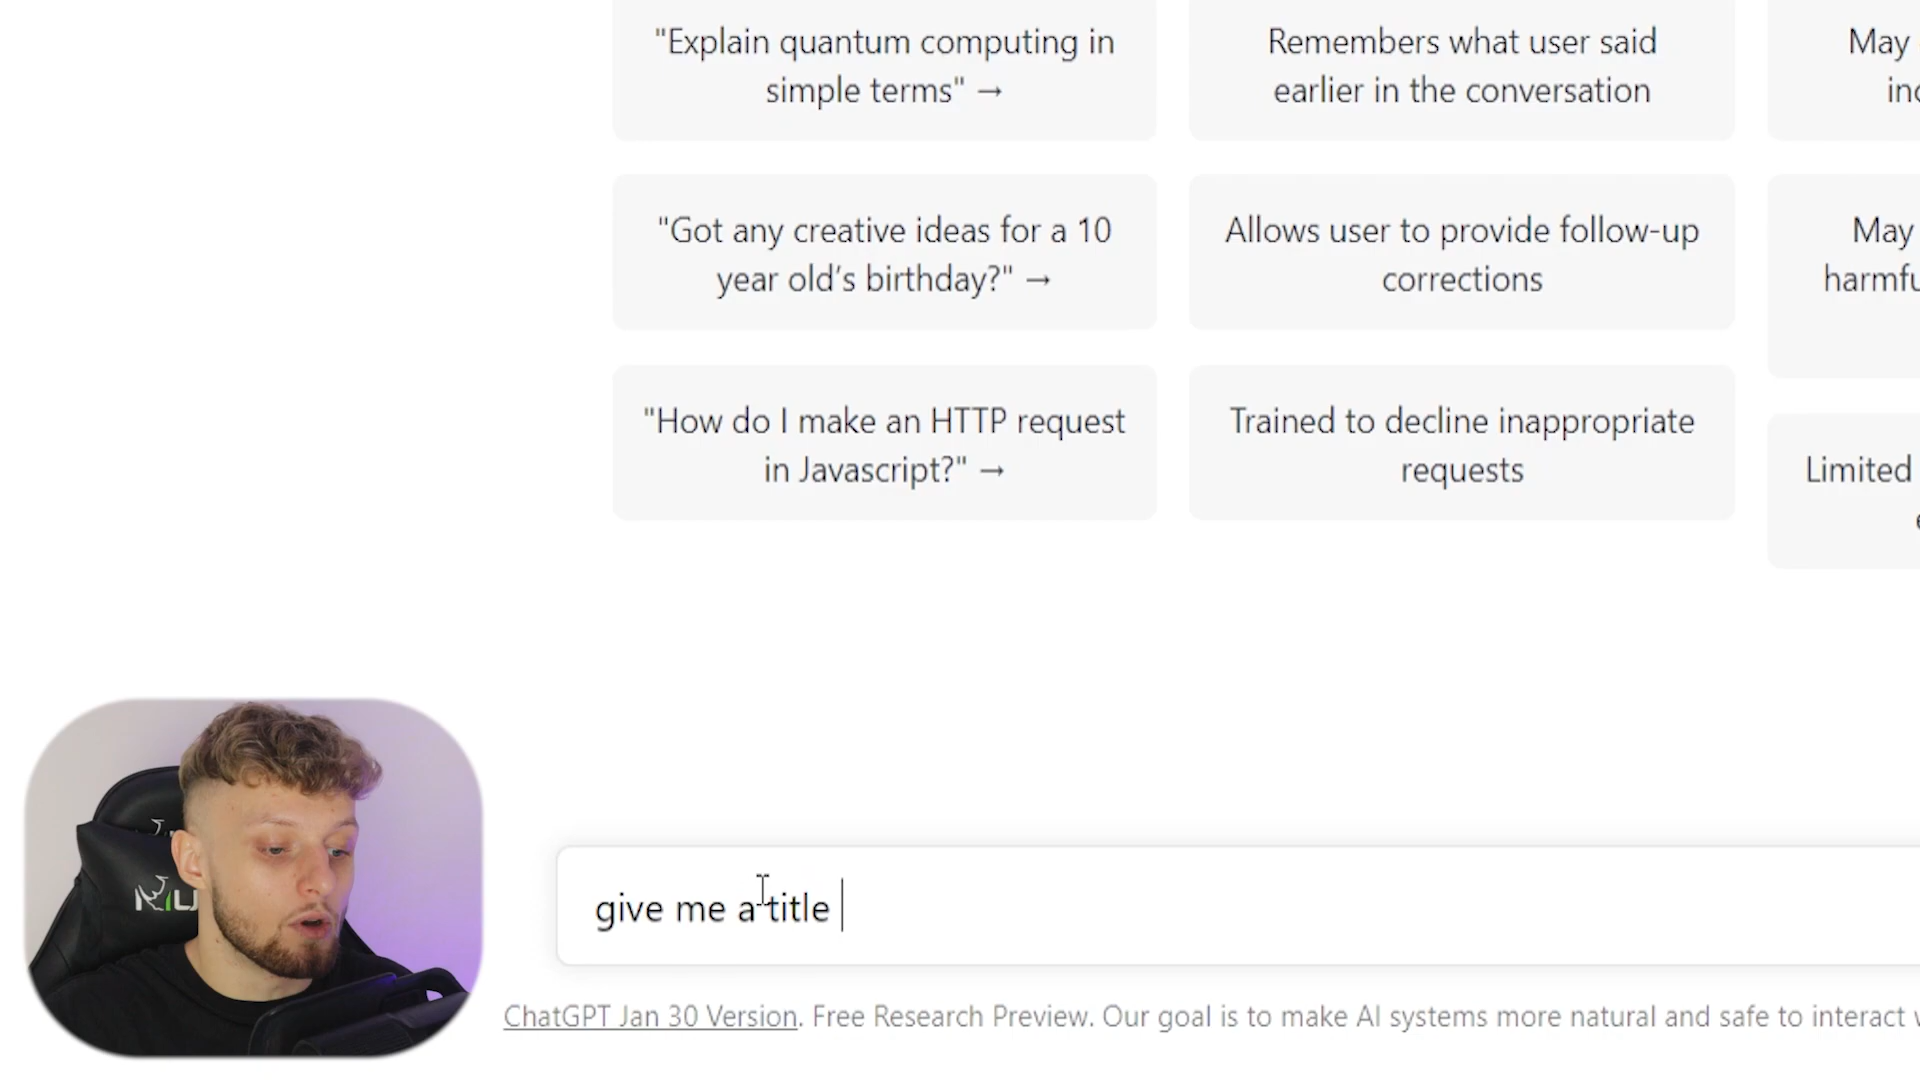 "Explain quantum computing in
simple terms" →
Remembers what user said
earlier in the conversation
May
"Got any creative ideas for a 10
year old's birthday?" →
Allows user to provide follow-up
corrections
May
"How do I make an HTTP request
in Javascript?" →
Trained to decline inappropriate
requests
Limited
give me a title
ChatGPT Jan 30 Version. Free Research Preview. Our goal is to make AI systems more natural and safe to interact